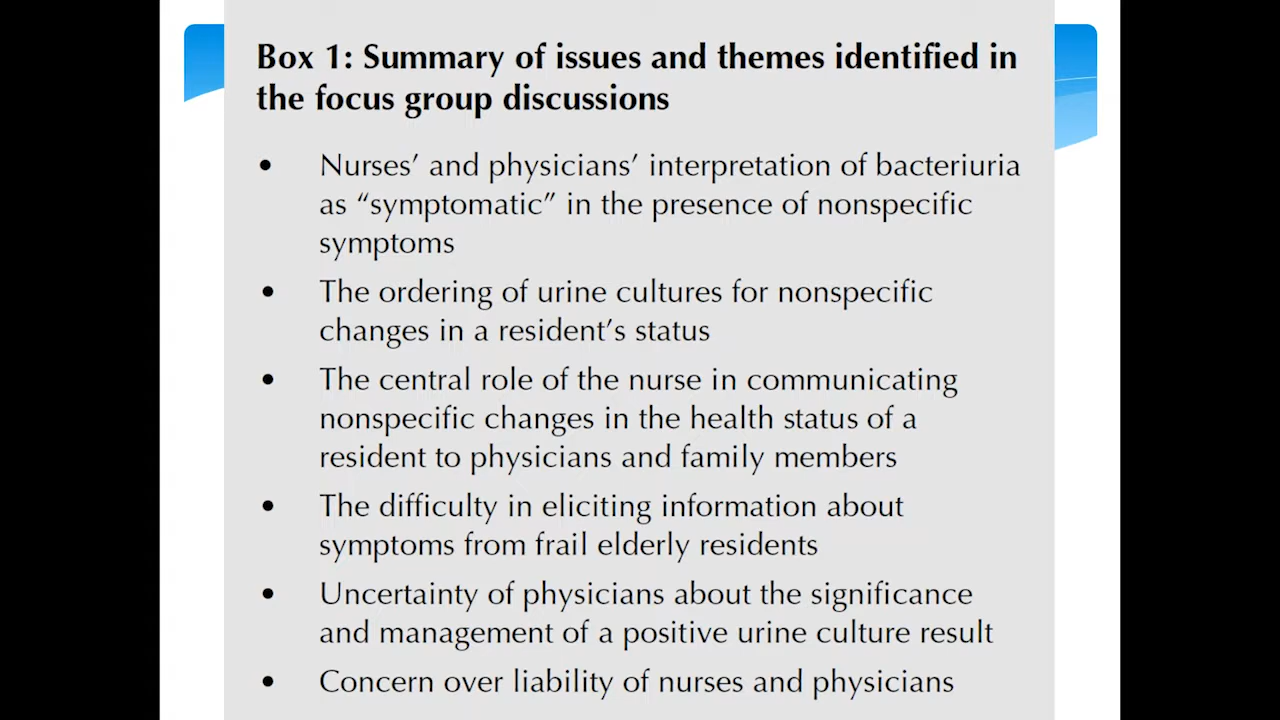 Box 1: Summary of issues and themes identified in
the focus group discussions
• Nurses’ and physicians’ interpretation of bacteriuria
as “symptomatic” in the presence of nonspecific
symptoms
• The ordering of urine cultures for nonspecific
changes in a resident’s status
• The central role of the nurse in communicating
nonspecific changes in the health status of a
resident to physicians and family members
• The difficulty in eliciting information about
symptoms from frail elderly residents
• Uncertainty of physicians about the significance
and management of a positive urine culture result
• Concern over liability of nurses and physicians